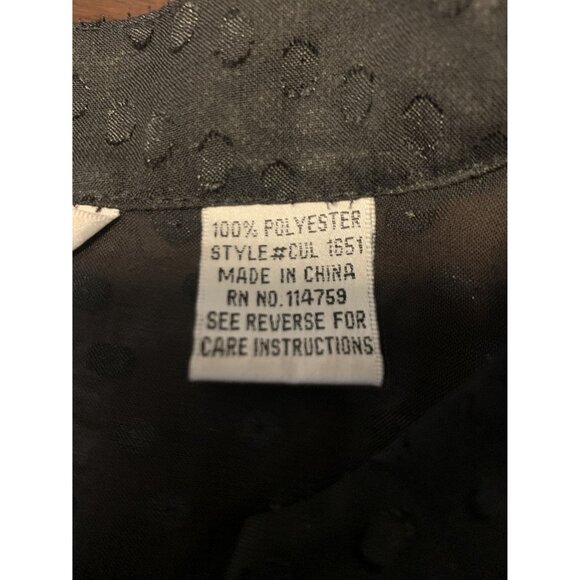 100% POLYESTER
STYLE#CUL 1651
MADE IN CHINA
RN NO.114759
SEE REVERSE FOR
CARE INSTRUCTIONS